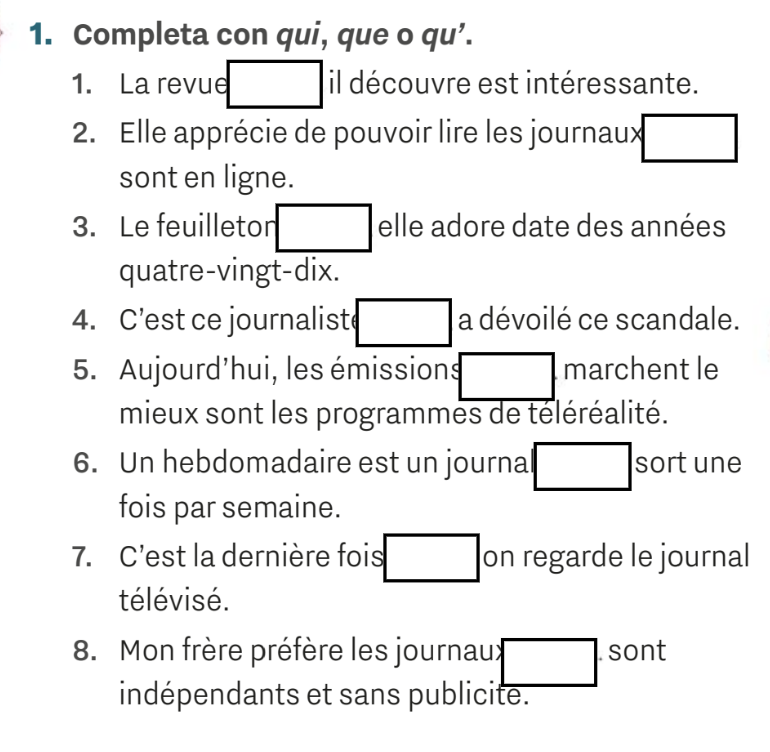 1. Completa con qui, que o qu’.
1. La revue il découvre est intéressante.
2. Elle apprécie de pouvoir lire les journaux
sont en ligne.
3. Le feuilleton elle adore date des années
quatre-vingt-dix.
4. C’est ce journaliste a dévoilé ce scandale.
5. Aujourd’hui, les émissions marchent le
mieux sont les programmes de téléréalité.
6. Un hebdomadaire est un journal sort une
fois par semaine.
7. C’est la dernière fois on regarde le journal
télévisé.
8. Mon frère préfère les journaux sont
indépendants et sans publicité.